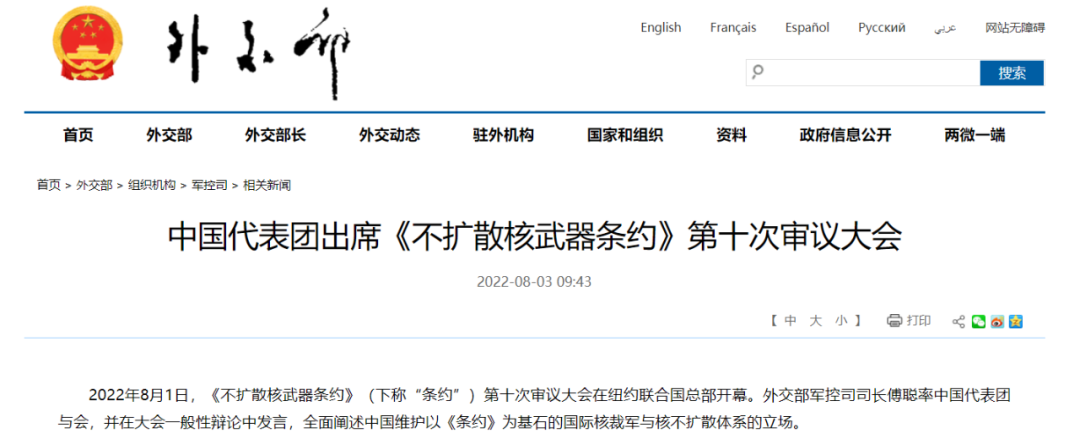 外交部
English Français Español Русский عربي 网站无障碍
搜索
首页 外交部 外交部长 外交动态 驻外机构 国家和组织 资料 政府信息公开 两微一端
首页 > 外交部 > 组织机构 > 军控司 > 相关新闻
中国代表团出席《不扩散核武器条约》第十次审议大会
2022-08-03 09:43
【 中 大 小 】 打印
2022年8月1日，《不扩散核武器条约》（下称“条约”）第十次审议大会在纽约联合国总部开幕。外交部军控司司长傅聪率中国代表团
与会，并在大会一般性辩论中发言，全面阐述中国维护以《条约》为基石的国际核裁军与核不扩散体系的立场。